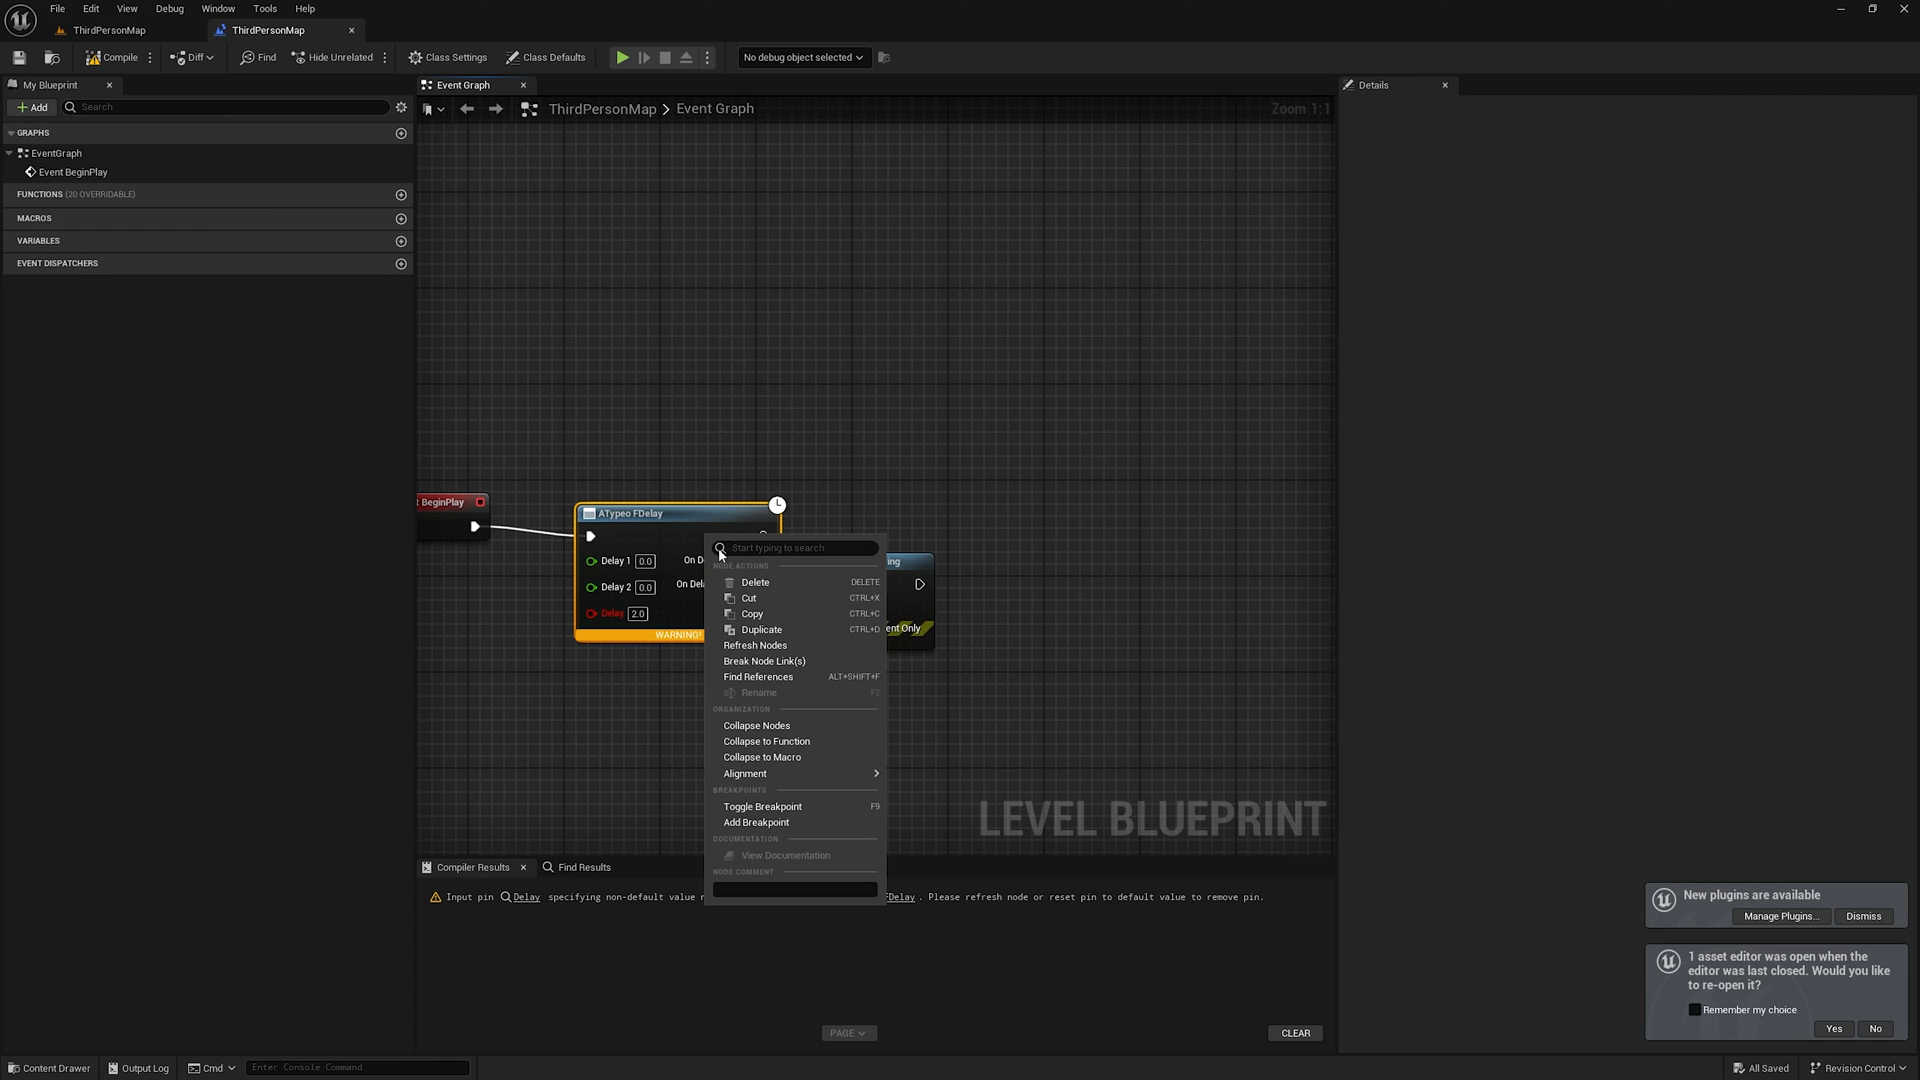 File Edit View Debug Window Tools Help
ThirdPersonMap ThirdPersonMap
Compile Diff Find Hide Unrelated Class Settings Class Defaults No debug object selected
My Blueprint Event Graph Details
Add Search ThirdPersonMap > Event Graph Zoom 1:1
GRAPHS
EventGraph
Event BeginPlay
FUNCTIONS (20 OVERRIDABLE)
MACROS
VARIABLES
EVENT DISPATCHERS
t BeginPlay
ATypeo FDelay
Delay 1 0.0 On D
Delay 2 0.0 On Dela
Delay 2.0
WARNING!
ing
ent Only
Start typing to search
NODE ACTIONS
Delete DELETE
Cut CTRL+X
Copy CTRL+C
Duplicate CTRL+D
Refresh Nodes
Break Node Link(s)
Find References ALT+SHIFT+F
Rename F2
ORGANIZATION
Collapse Nodes
Collapse to Function
Collapse to Macro
Alignment
BREAKPOINTS
Toggle Breakpoint F9
Add Breakpoint
DOCUMENTATION
View Documentation
NODE COMMENT
LEVEL BLUEPRINT
Compiler Results Find Results
Input pin Delay specifying non-default value FDelay . Please refresh node or reset pin to default value to remove pin.
PAGE CLEAR
New plugins are available
Manage Plugins... Dismiss
1 asset editor was open when the
editor was last closed. Would you like
to re-open it?
Remember my choice
Yes No
Content Drawer Output Log Cmd Enter Console Command All Saved Revision Control